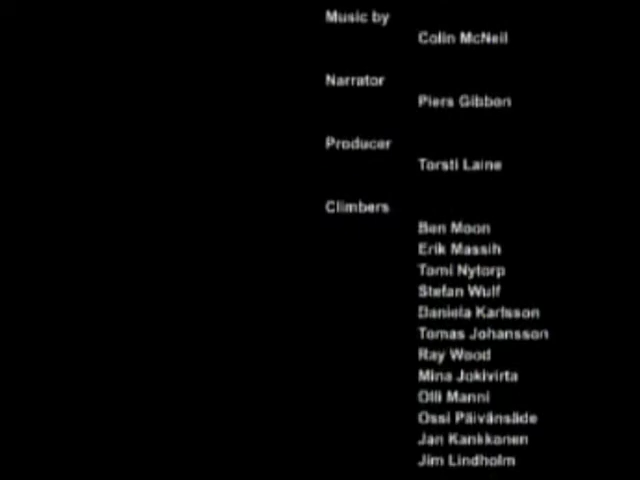 Music by
Colin McNeil
Narrator
Piers Gibbon
Producer
Torsti Laine
Climbers
Ben Moon
Erik Massih
Tomi Nytorp
Stefan Wulf
Daniela Karlsson
Tomas Johansson
Ray Wood
Mina Jokivirta
Olli Manni
Ossi Päivänsäde
Jan Kankkonen
Jim Lindholm